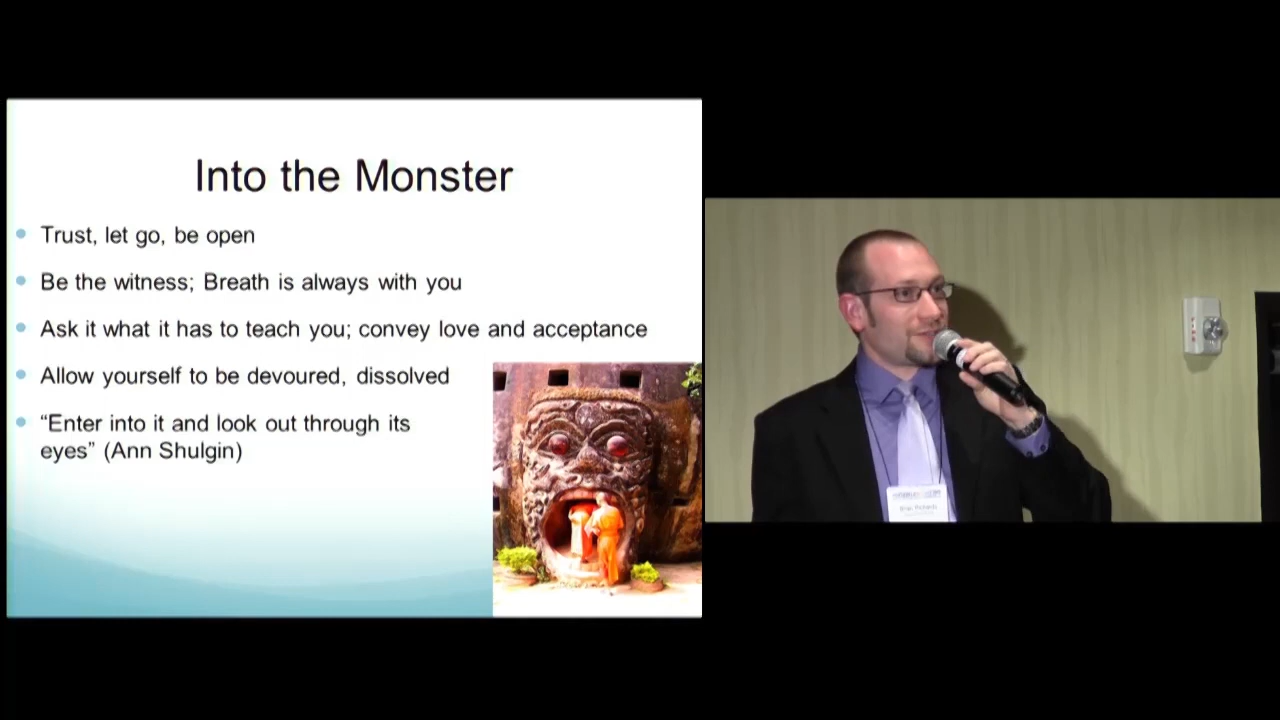 Into the Monster
Trust, let go, be open
Be the witness; Breath is always with you
Ask it what it has to teach you; convey love and acceptance
Allow yourself to be devoured, dissolved
“Enter into it and look out through its
eyes” (Ann Shulgin)
Brian Richards